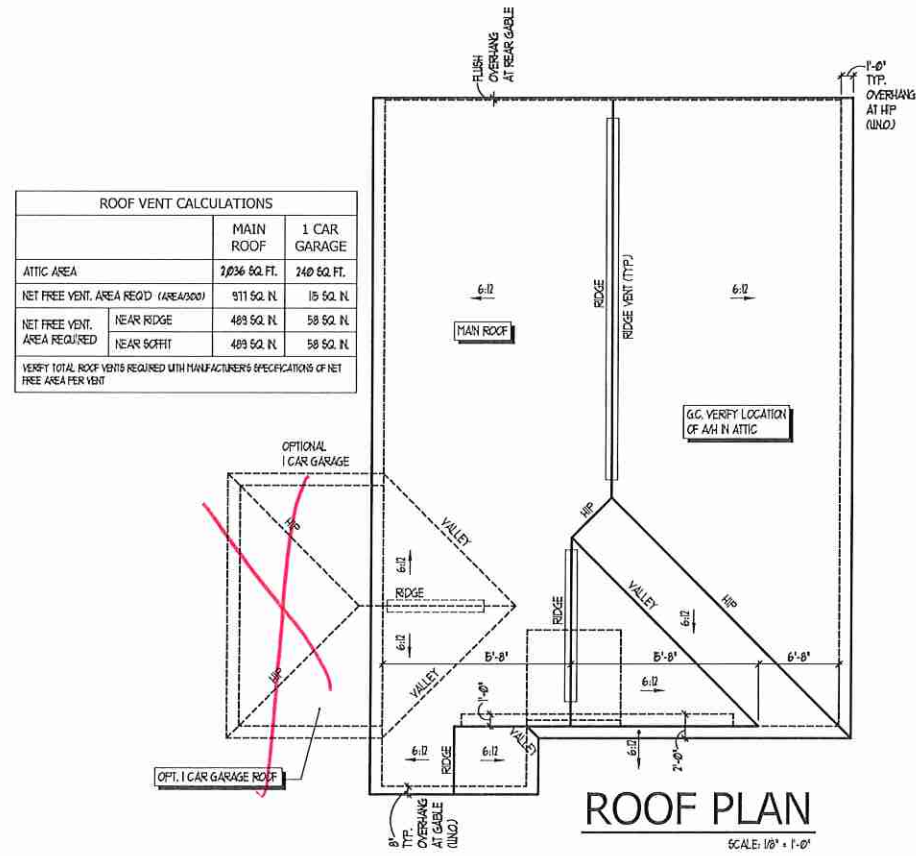 FLUSH
OVERHANG
AT REAR GABLE
1'-0"
TYP.
OVERHANG
AT HIP
(U.N.O.)
ROOF VENT CALCULATIONS
MAIN ROOF
1 CAR GARAGE
ATTIC AREA 2,036 SQ. FT. 240 SQ. FT.
NET FREE VENT. AREA REQ'D (AREA/300) 977 SQ. IN. 115 SQ. IN.
NET FREE VENT. AREA REQUIRED
NEAR RIDGE 489 SQ. IN. 58 SQ. IN.
NEAR SOFFIT 489 SQ. IN. 58 SQ. IN.
VERIFY TOTAL ROOF VENTS REQUIRED WITH MANUFACTURER'S SPECIFICATIONS OF NET
FREE AREA PER VENT
6:12
RIDGE
RIDGE VENT (TYP.)
6:12
MAIN ROOF
G.C. VERIFY LOCATION
OF A/H IN ATTIC
OPTIONAL
1 CAR GARAGE
HIP
VALLEY
HIP
6:12
RIDGE
6:12
RIDGE
VALLEY
HIP
6:12
HIP
VALLEY
15'-8"
15'-8"
6'-8"
6:12
1'-0"
VALLEY
6:12
2'-0"
6:12
RIDGE
6:12
OPT. 1 CAR GARAGE ROOF
8"
TYP.
OVERHANG
AT GABLE
(U.N.O.)
ROOF PLAN
SCALE: 1/8" = 1'-0"